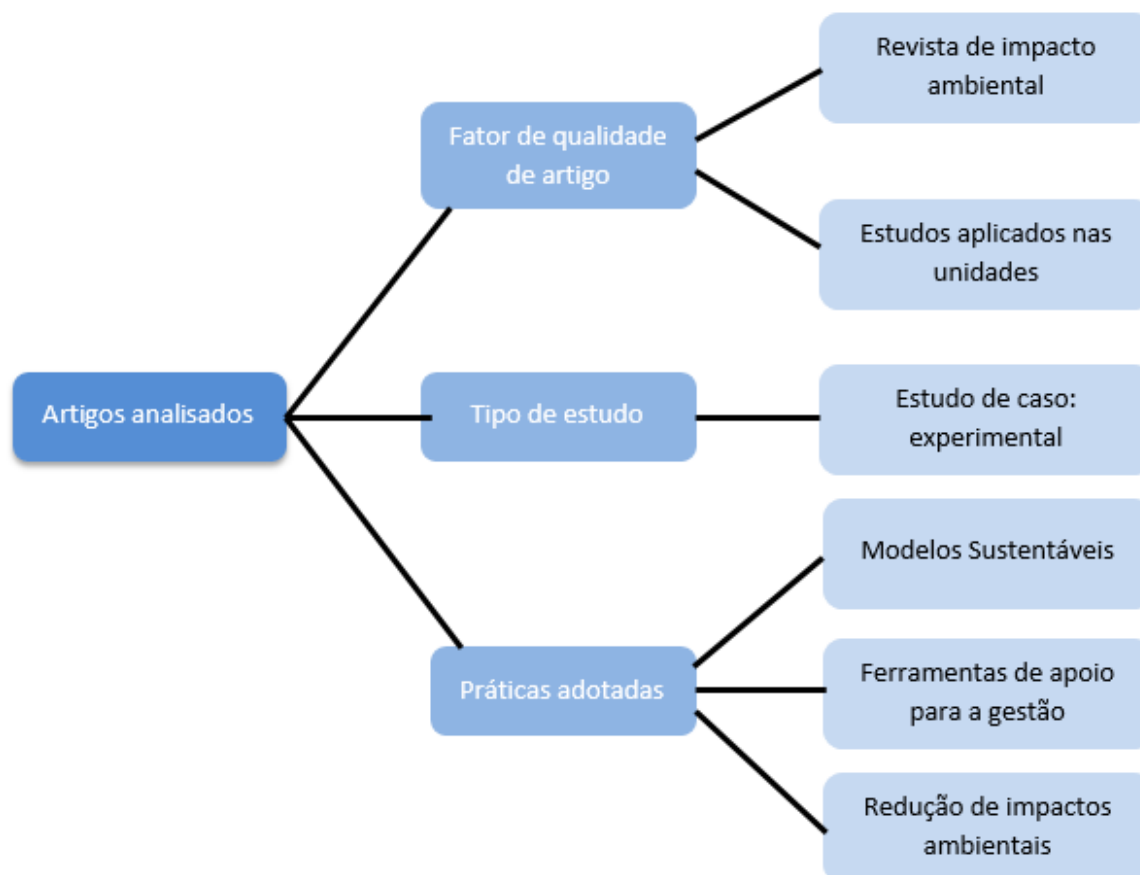 Revista de impacto
ambiental
Fator de qualidade
de artigo
Estudos aplicados nas
unidades
Artigos analisados
Tipo de estudo
Estudo de caso:
experimental
Modelos Sustentáveis
Práticas adotadas
Ferramentas de apoio
para a gestão
Redução de impactos
ambientais